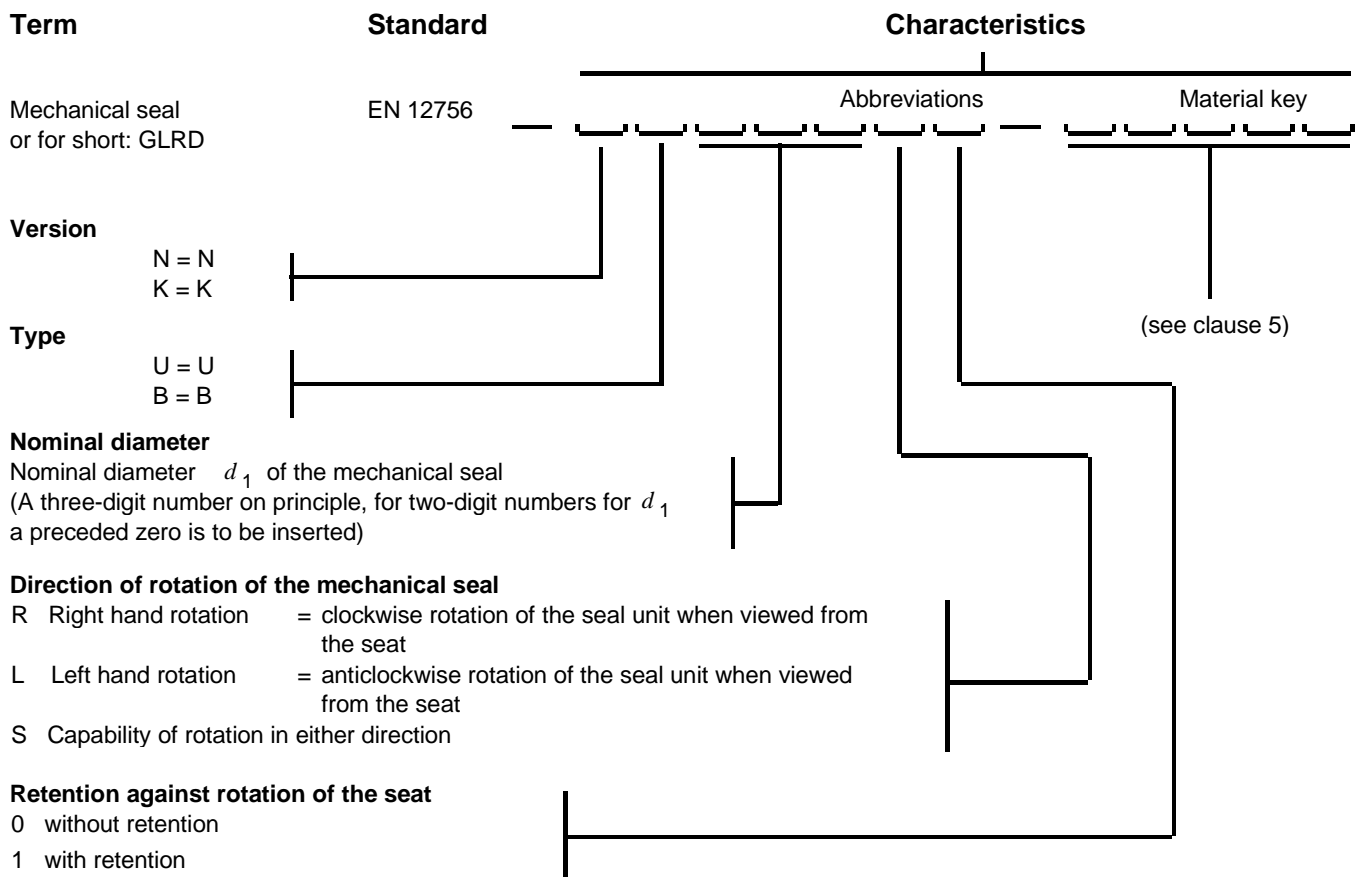 Term Standard Characteristics
Abbreviations Material key
Mechanical seal EN 12756
or for short: GLRD
Version
N = N
K = K
(see clause 5)
Type
U = U
B = B
Nominal diameter
Nominal diameter d 1 of the mechanical seal
(A three-digit number on principle, for two-digit numbers for d 1
a preceded zero is to be inserted)
Direction of rotation of the mechanical seal
R Right hand rotation = clockwise rotation of the seal unit when viewed from
the seat
L Left hand rotation = anticlockwise rotation of the seal unit when viewed
from the seat
S Capability of rotation in either direction
Retention against rotation of the seat
0 without retention
1 with retention